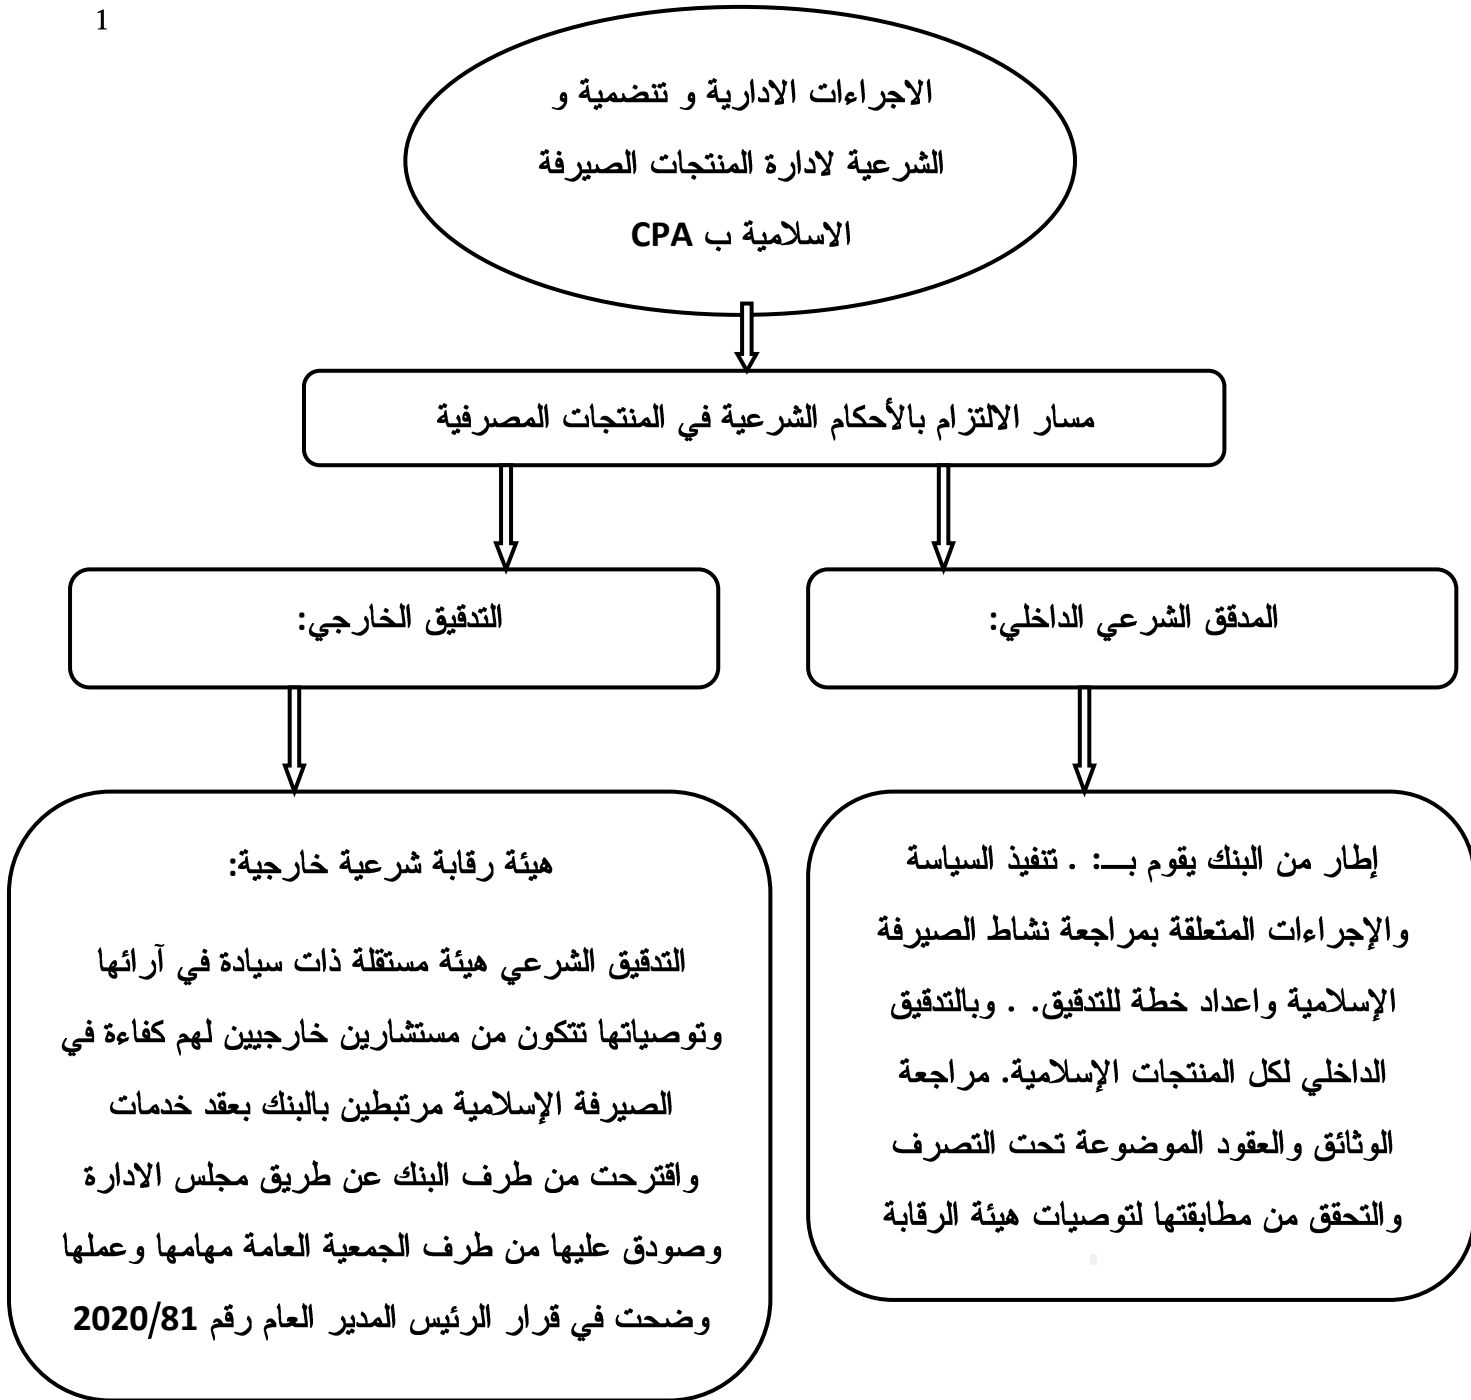 1
الاجراءات الادارية و تنضمية و
الشرعية لادارة المنتجات الصيرفة
الاسلامية ب CPA
مسار الالتزام بالأحكام الشرعية في المنتجات المصرفية
المدقق الشرعي الداخلي:
التدقيق الخارجي:
إطار من البنك يقوم بــ: . تنفيذ السياسة
والإجراءات المتعلقة بمراجعة نشاط الصيرفة
الإسلامية واعداد خطة للتدقيق. . وبالتدقيق
الداخلي لكل المنتجات الإسلامية. مراجعة
الوثائق والعقود الموضوعة تحت التصرف
والتحقق من مطابقتها لتوصيات هيئة الرقابة
هيئة رقابة شرعية خارجية:
التدقيق الشرعي هيئة مستقلة ذات سيادة في آرائها
وتوصياتها تتكون من مستشارين خارجيين لهم كفاءة في
الصيرفة الإسلامية مرتبطين بالبنك بعقد خدمات
واقترحت من طرف البنك عن طريق مجلس الادارة
وصودق عليها من طرف الجمعية العامة مهامها وعملها
وضحت في قرار الرئيس المدير العام رقم 2020/81